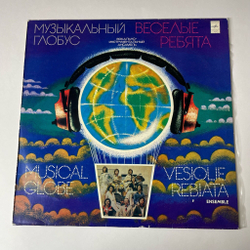 МУЗЫКАЛЬНЫЙ ВЕСЕЛЫЕ
ГЛОБУС РЕБЯТА
MUSICAL VESIOLIE
GLOBE REBIATA
ENSEMBLE